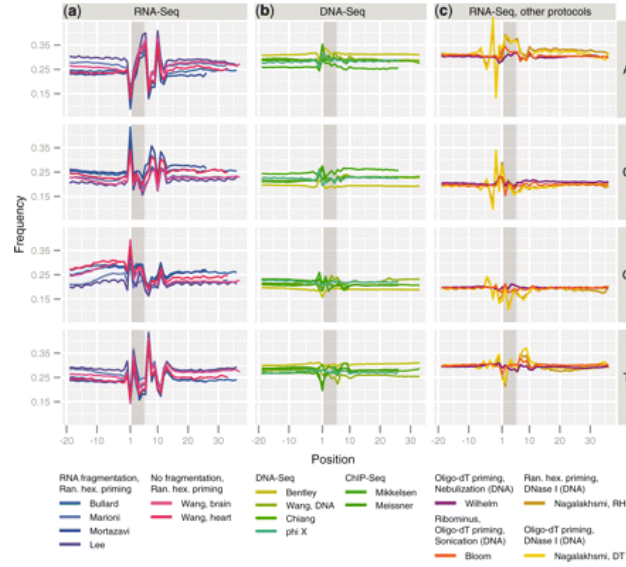 (a) RNA-Seq
(b) DNA-Seq
(c) RNA-Seq, other protocols
Frequency
0.35
0.25
0.15
0.35
0.25
0.15
0.35
0.25
0.15
0.35
0.25
0.15
A
T
-20 -10 1 10 20 30
-20 -10 1 10 20 30
-20 -10 1 10 20 30
Position
RNA fragmentation,
Ran. hex. priming
Bullard
Marioni
Mortazavi
Lee
No fragmentation,
Ran. hex. priming
Wang, brain
Wang, heart
DNA-Seq
Bentley
Wang, DNA
Chiang
phi X
ChIP-Seq
Mikkelsen
Meissner
Oligo-dT priming,
Nebulization (DNA)
Wilhelm
Ribominus,
Oligo-dT priming,
Sonication (DNA)
Bloom
Ran. hex. priming,
DNase I (DNA)
Nagalakhsmi, RH
Oligo-dT priming,
DNase I (DNA)
Nagalakhsmi, DT